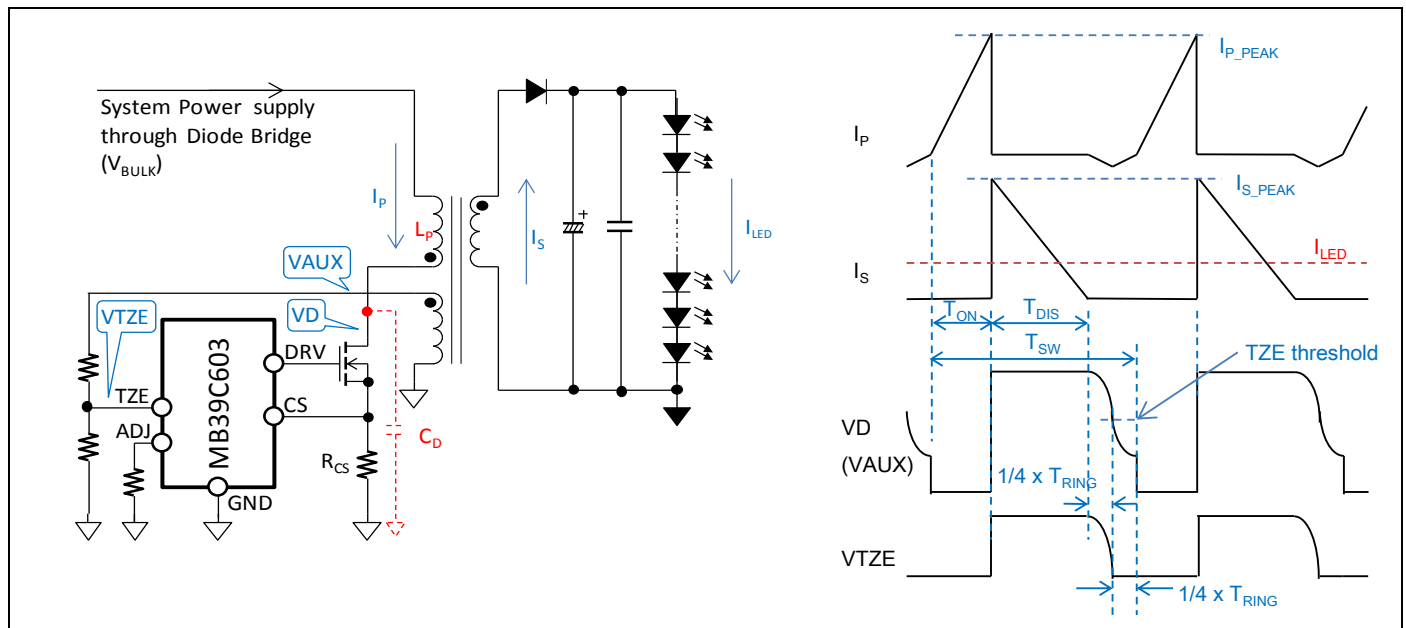 System Power supply
through Diode Bridge
(VBULK)
IP
LP
IS
ILED
VAUX
VTZE
VD
MB39C603
DRV
TZE
CS
ADJ
GND
RCS
CD
+
IP_PEAK
IP
IS_PEAK
ILED
IS
TON
TDIS
TSW
TZE threshold
VD
(VAUX)
1/4 x TRING
VTZE
1/4 x TRING